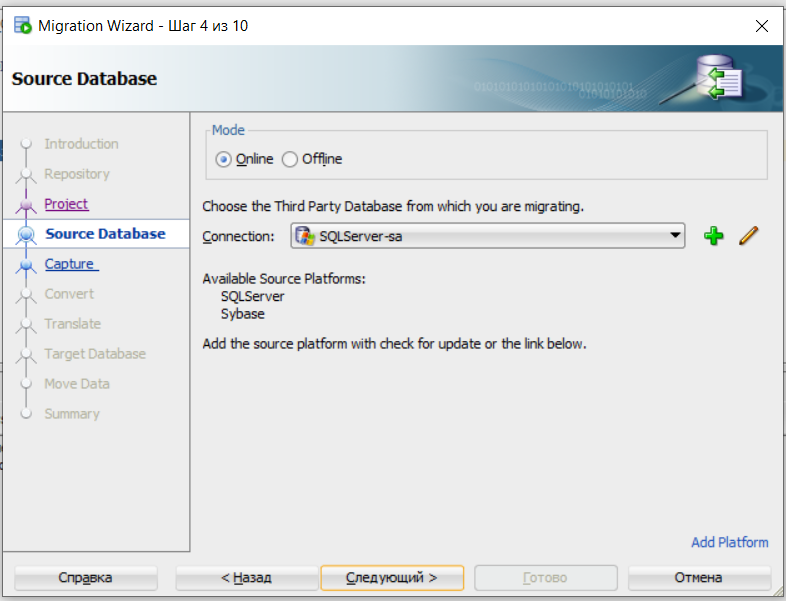 Migration Wizard - Шаг 4 из 10
Source Database
Introduction
Repository
Project
Source Database
Capture
Convert
Translate
Target Database
Move Data
Summary
Mode
Online Offline
Choose the Third Party Database from which you are migrating.
Connection: SQLServer-sa
Available Source Platforms:
SQLServer
Sybase
Add the source platform with check for update or the link below.
Add Platform
Справка < Назад Следующий > Готово Отмена